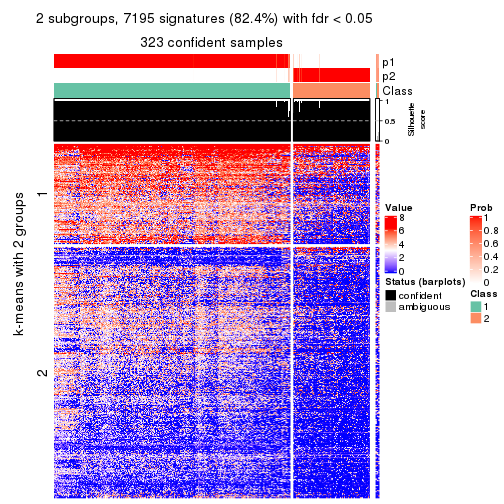 2 subgroups, 7195 signatures (82.4%) with fdr < 0.05
323 confident samples
p1
p2
Class
1
0.5
0
Silhouette
score
k-means with 2 groups
1
2
Value
8
6
4
2
0
Prob
1
0.8
0.6
0.4
0.2
0
Status (barplots)
confident
ambiguous
Class
1
2